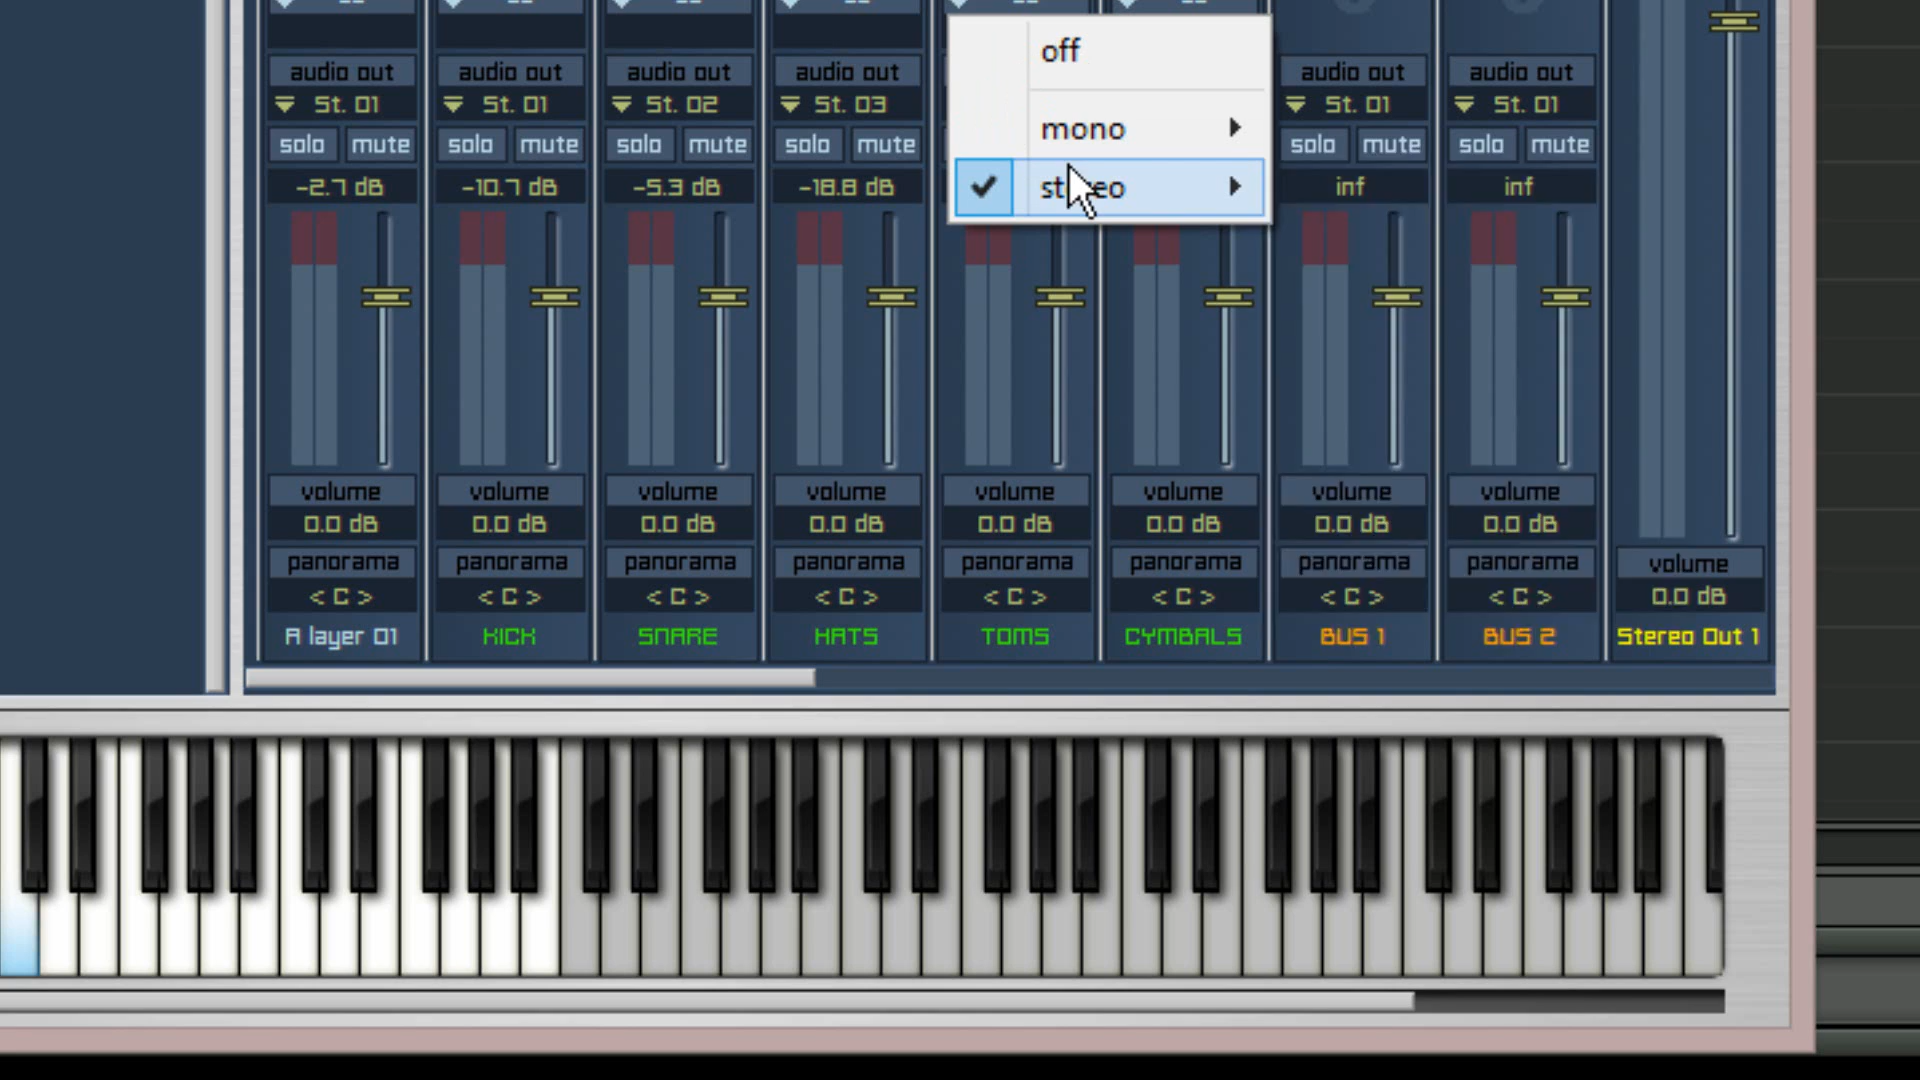 off
mono
stereo
audio out audio out audio out audio out audio out audio out
St. 01 St. 01 St. 02 St. 03 St. 01 St. 01
solo mute solo mute solo mute solo mute solo mute solo mute
-2.7 dB -10.7 dB -5.3 dB -18.8 dB inf inf
volume volume volume volume volume volume volume volume
0.0 dB 0.0 dB 0.0 dB 0.0 dB 0.0 dB 0.0 dB 0.0 dB 0.0 dB
panorama panorama panorama panorama panorama panorama panorama panorama volume
< C > < C > < C > < C > < C > < C > < C > < C > 0.0 dB
A layer 01 KICK SNARE HATS TOMS CYMBALS BUS 1 BUS 2 Stereo Out 1